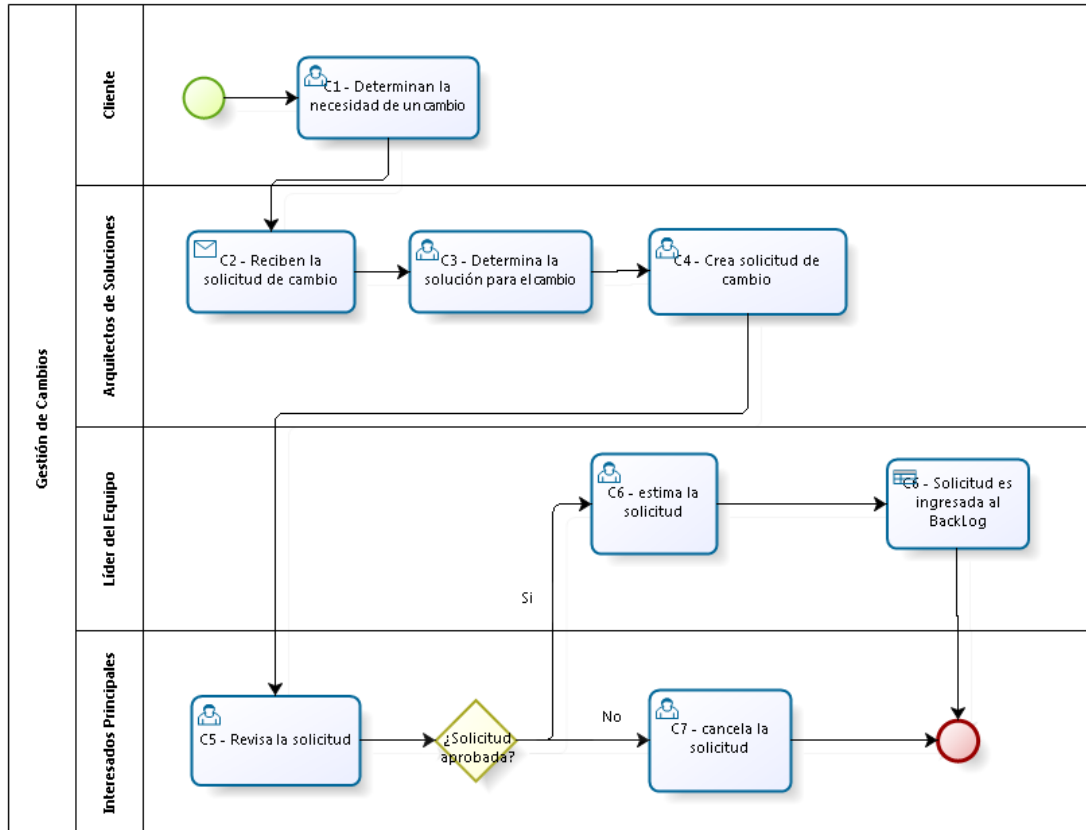 Gestión de Cambios
Cliente
C1 - Determinan la
necesidad de un cambio
Arquitectos de Soluciones
C2 - Reciben la
solicitud de cambio
C3 - Determina la
solución para el cambio
C4 - Crea solicitud de
cambio
Líder del Equipo
C6 - estima la
solicitud
C6 - Solicitud es
ingresada al
BackLog
Si
Interesados Principales
C5 - Revisa la solicitud
¿Solicitud
aprobada?
No
C7 - cancela la
solicitud